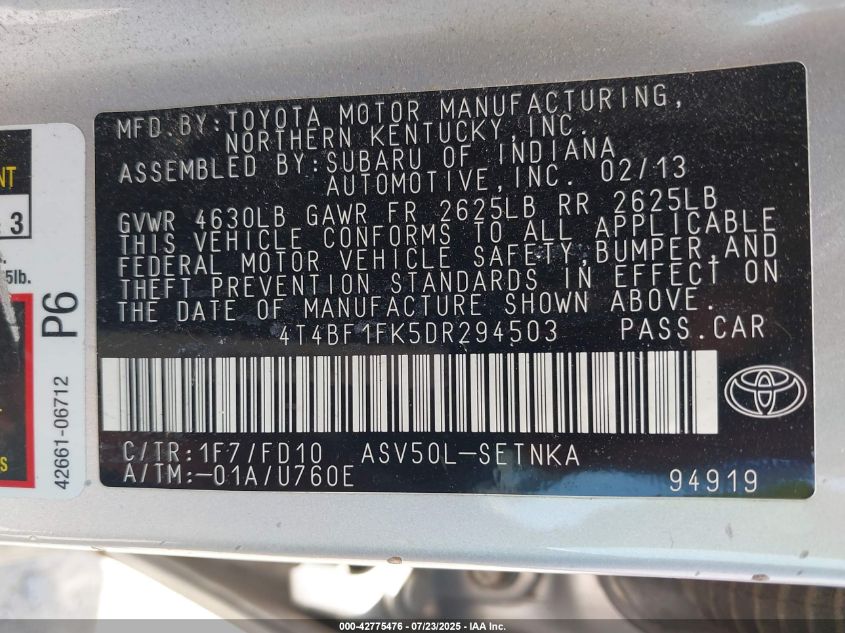 MFD.BY:TOYOTA MOTOR MANUFACTURING,
NORTHERN KENTUCKY,INC.
ASSEMBLED BY:SUBARU OF INDIANA
AUTOMOTIVE,INC. 02/13
GVWR 4630LB GAWR FR 2625LB RR 2625LB
THIS VEHICLE CONFORMS TO ALL APPLICABLE
FEDERAL MOTOR VEHICLE SAFETY,BUMPER,AND
THEFT PREVENTION STANDARDS IN EFFECT ON
THE DATE OF MANUFACTURE SHOWN ABOVE.
4T4BF1FK5DR294503 PASS.CAR
C/TR:1F7/FD10 ASV50L-SETNKA
A/TM:-01A/U760E
94919
3
5lb.
P6
42661-06712
000-42775476 - 07/23/2025 - IAA Inc.